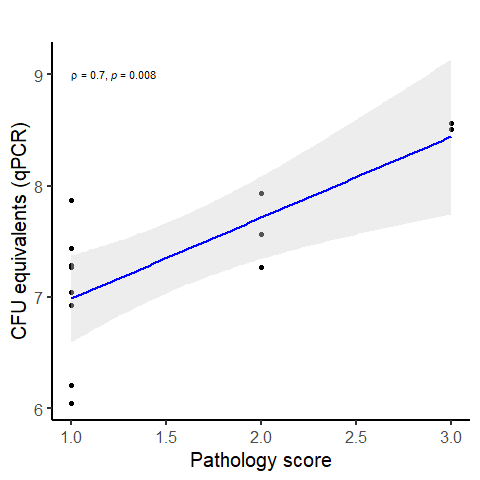 ρ = 0.7, p = 0.008
9
8
7
6
CFU equivalents (qPCR)
1.0 1.5 2.0 2.5 3.0
Pathology score